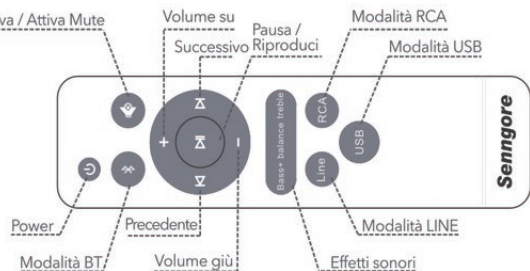 va / Attiva Mute
Volume su
Successivo
Pausa /
Riproduci
Modalità RCA
Modalità USB
RCA
USB
Line
Bass+ balance treble
Senngore
Power
Precedente
Modalità LINE
Modalità BT
Volume giù
Effetti sonori